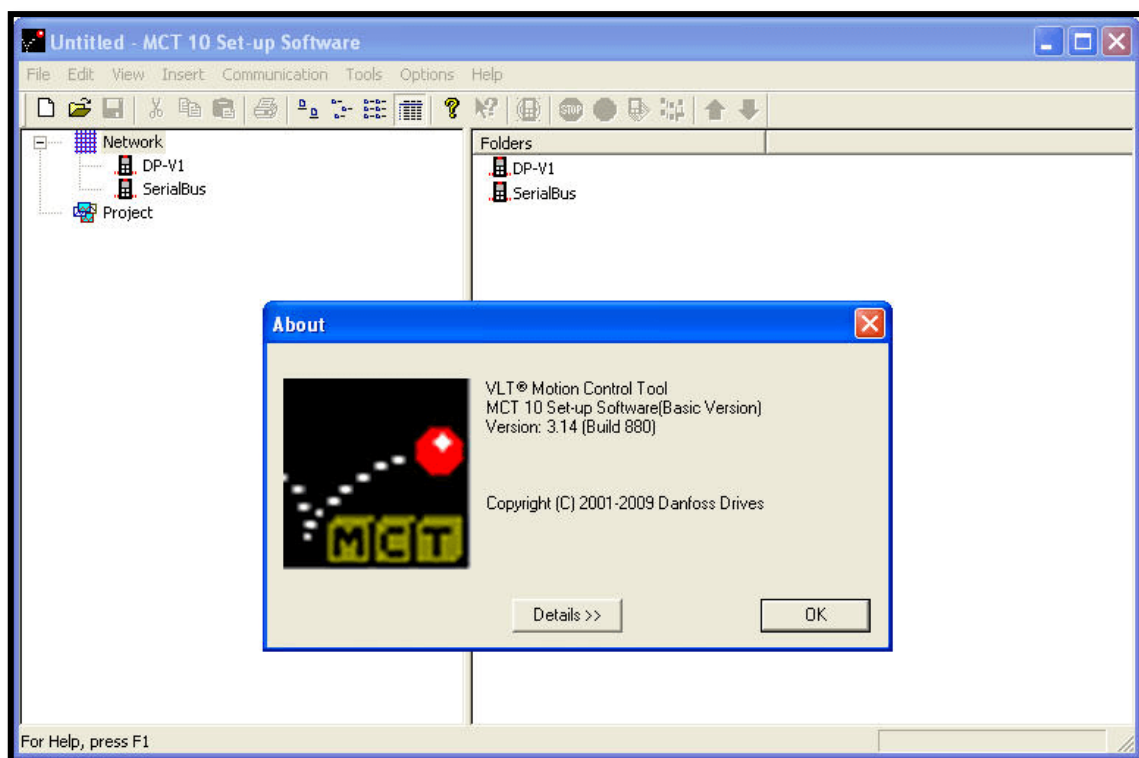 Untitled - MCT 10 Set-up Software
File Edit View Insert Communication Tools Options Help
STOP
Network
DP-V1
SerialBus
Project
Folders
DP-V1
SerialBus
About
VLT® Motion Control Tool
MCT 10 Set-up Software(Basic Version)
Version: 3.14 (Build 880)
Copyright (C) 2001-2009 Danfoss Drives
MCT
Details >>
OK
For Help, press F1